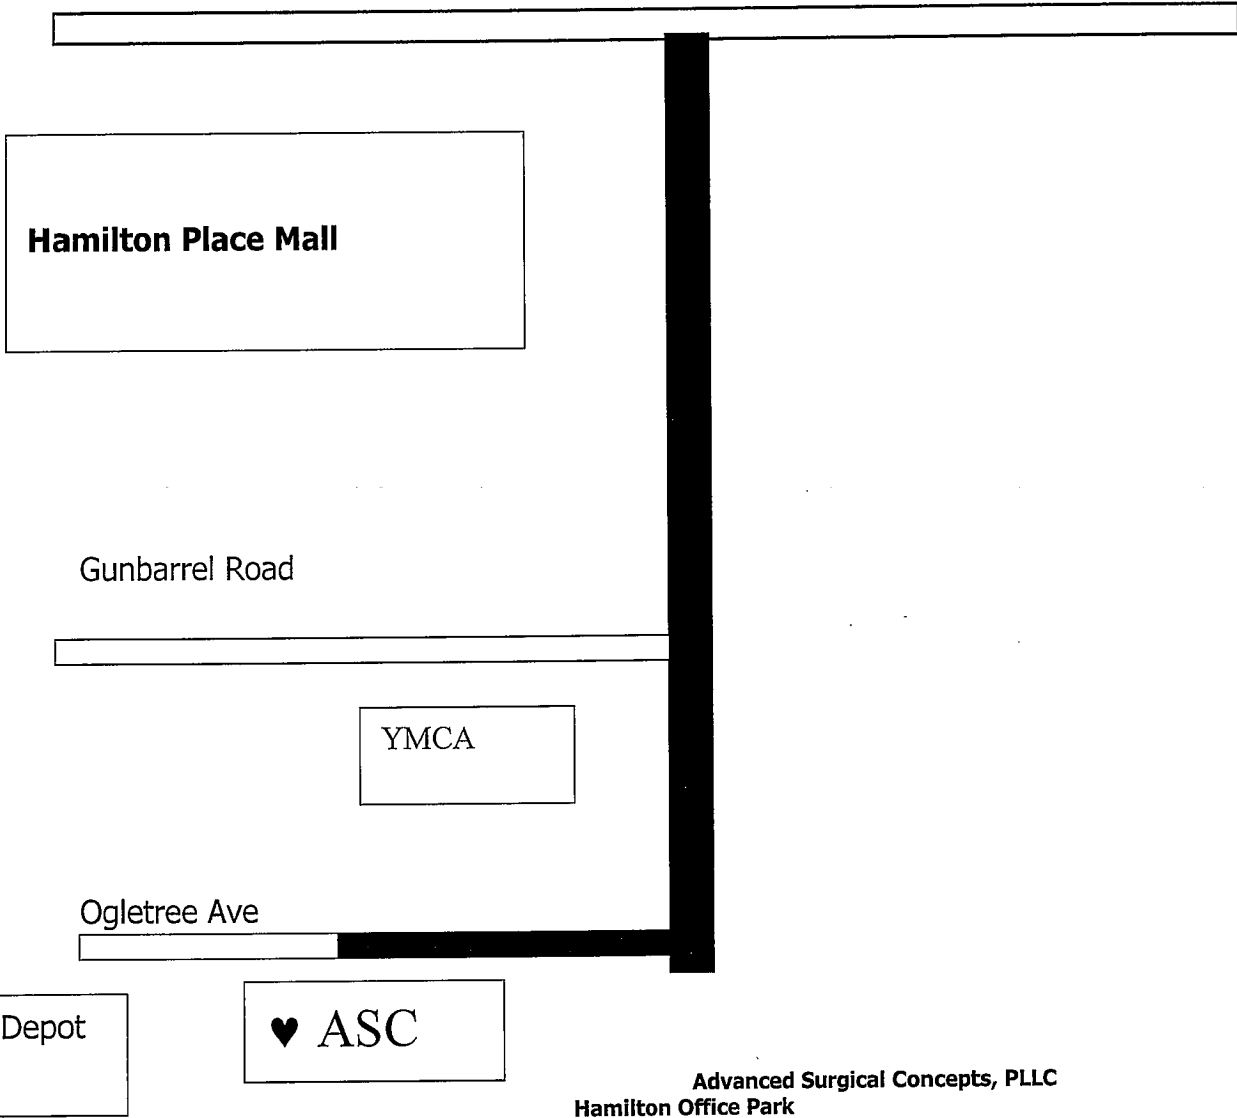 Hamilton Place Mall
Gunbarrel Road
YMCA
Ogletree Ave
Depot
♥ ASC
Advanced Surgical Concepts, PLLC
Hamilton Office Park